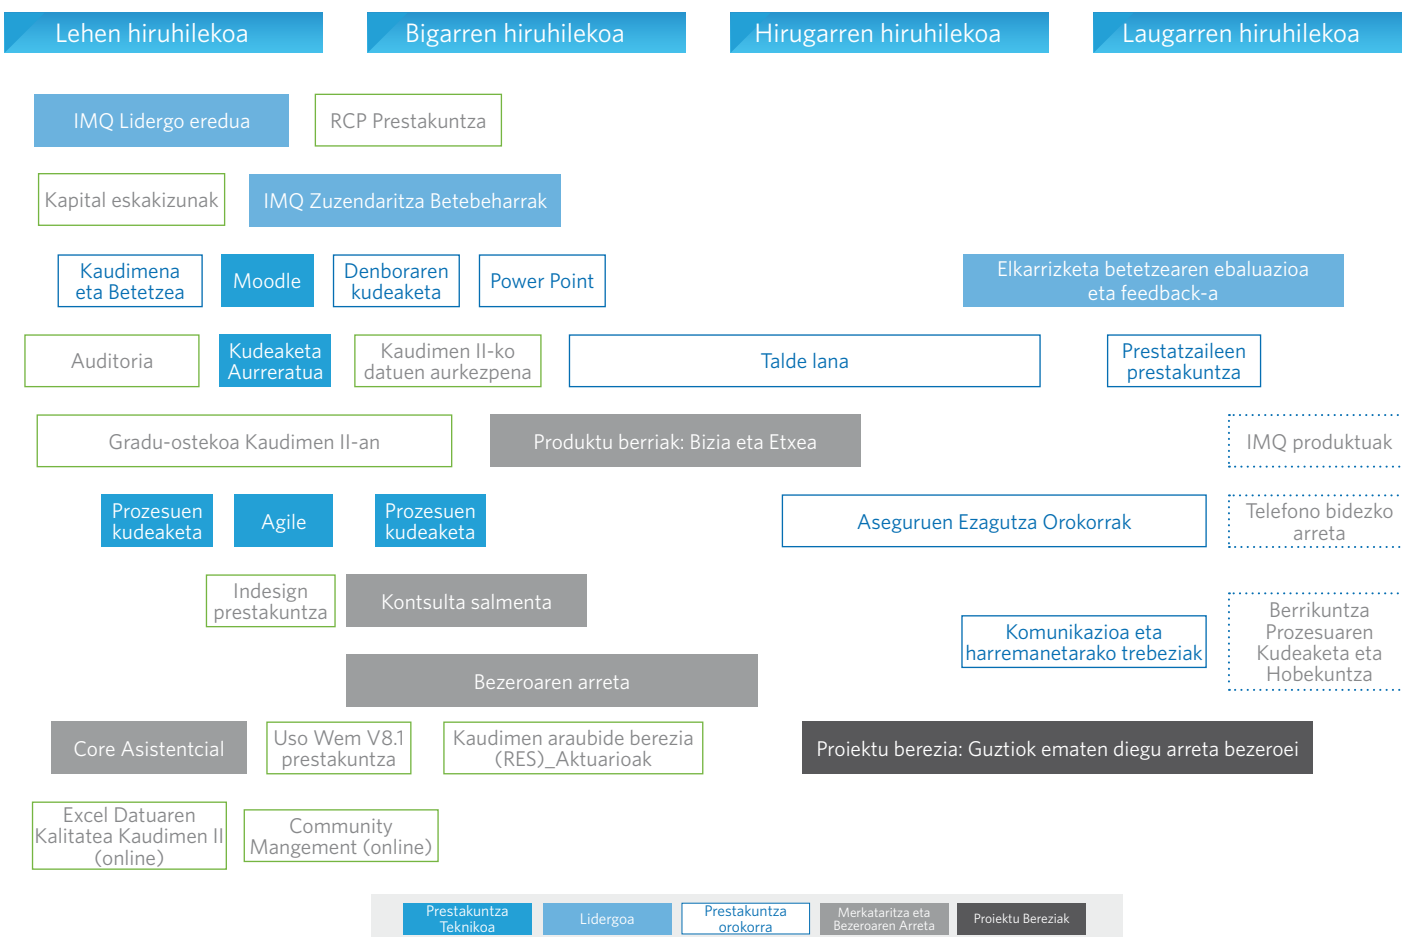 Lehen hiruhilekoa
Bigarren hiruhilekoa
Hirugarren hiruhilekoa
Laugarren hiruhilekoa
IMQ Lidergo eredua
RCP Prestakuntza
Kapital eskakizunak
IMQ Zuzendaritza Betebeharrak
Kaudimena
eta Betetzea
Moodle
Denboraren
kudeaketa
Power Point
Elkarrizketa betetzearen ebaluazioa
eta feedback-a
Auditoria
Kudeaketa
Aurreratua
Kaudimen II-ko
datuen aurkezpena
Talde lana
Prestatzaileen
prestakuntza
Gradu-ostekoa Kaudimen II-an
Produktu berriak: Bizia eta Etxea
IMQ produktuak
Prozesuen
kudeaketa
Agile
Prozesuen
kudeaketa
Aseguruen Ezagutza Orokorrak
Telefono bidezko
arreta
Indesign
prestakuntza
Kontsulta salmenta
Komunikazioa eta
harremanetarako trebeziak
Berrikuntza
Prozesuaren
Kudeaketa eta
Hobekuntza
Bezeroaren arreta
Core Asistentcial
Uso Wem V8.1
prestakuntza
Kaudimen araubide berezia
(RES)_Aktuarioak
Proiektu berezia: Guztiok ematen diegu arreta bezeroei
Excel Datuaren
Kalitatea Kaudimen II
(online)
Community
Mangement (online)
Prestakuntza
Teknikoa
Lidergoa
Prestakuntza
orokorra
Merkataritza eta
Bezeroaren Arreta
Proiektu Bereziak